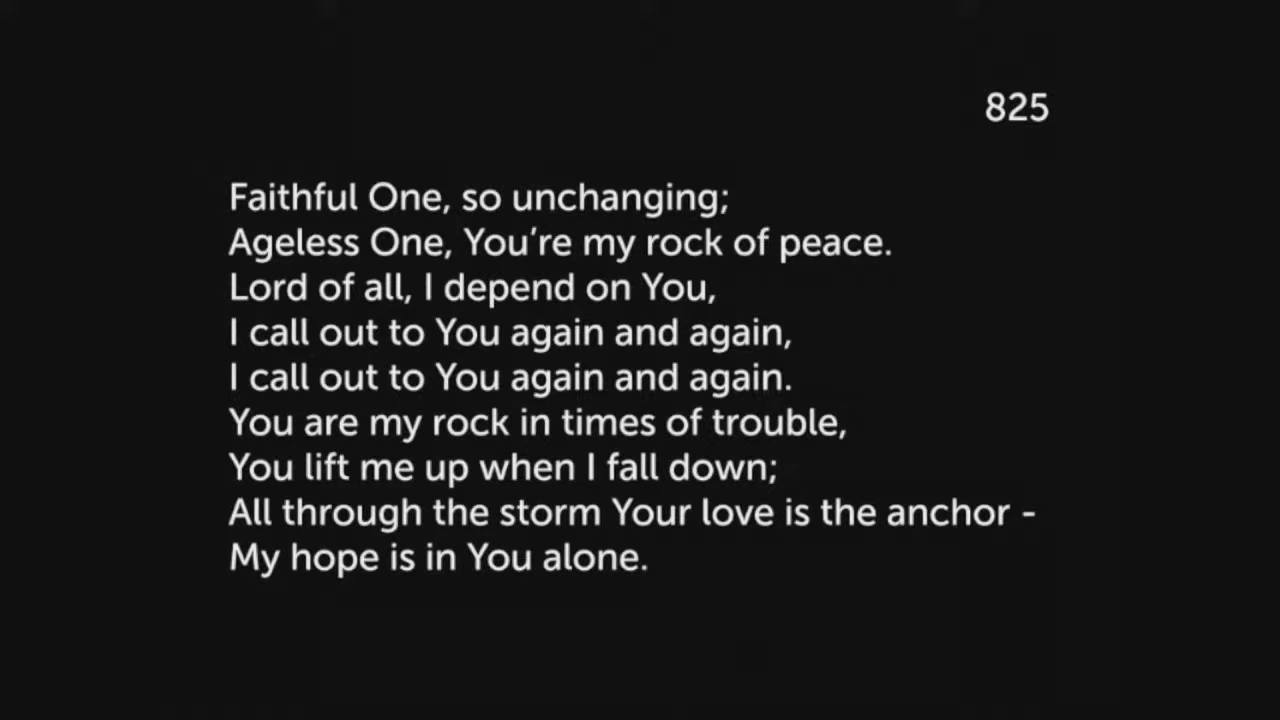 825
Faithful One, so unchanging;
Ageless One, You’re my rock of peace.
Lord of all, I depend on You,
I call out to You again and again,
I call out to You again and again.
You are my rock in times of trouble,
You lift me up when I fall down;
All through the storm Your love is the anchor -
My hope is in You alone.